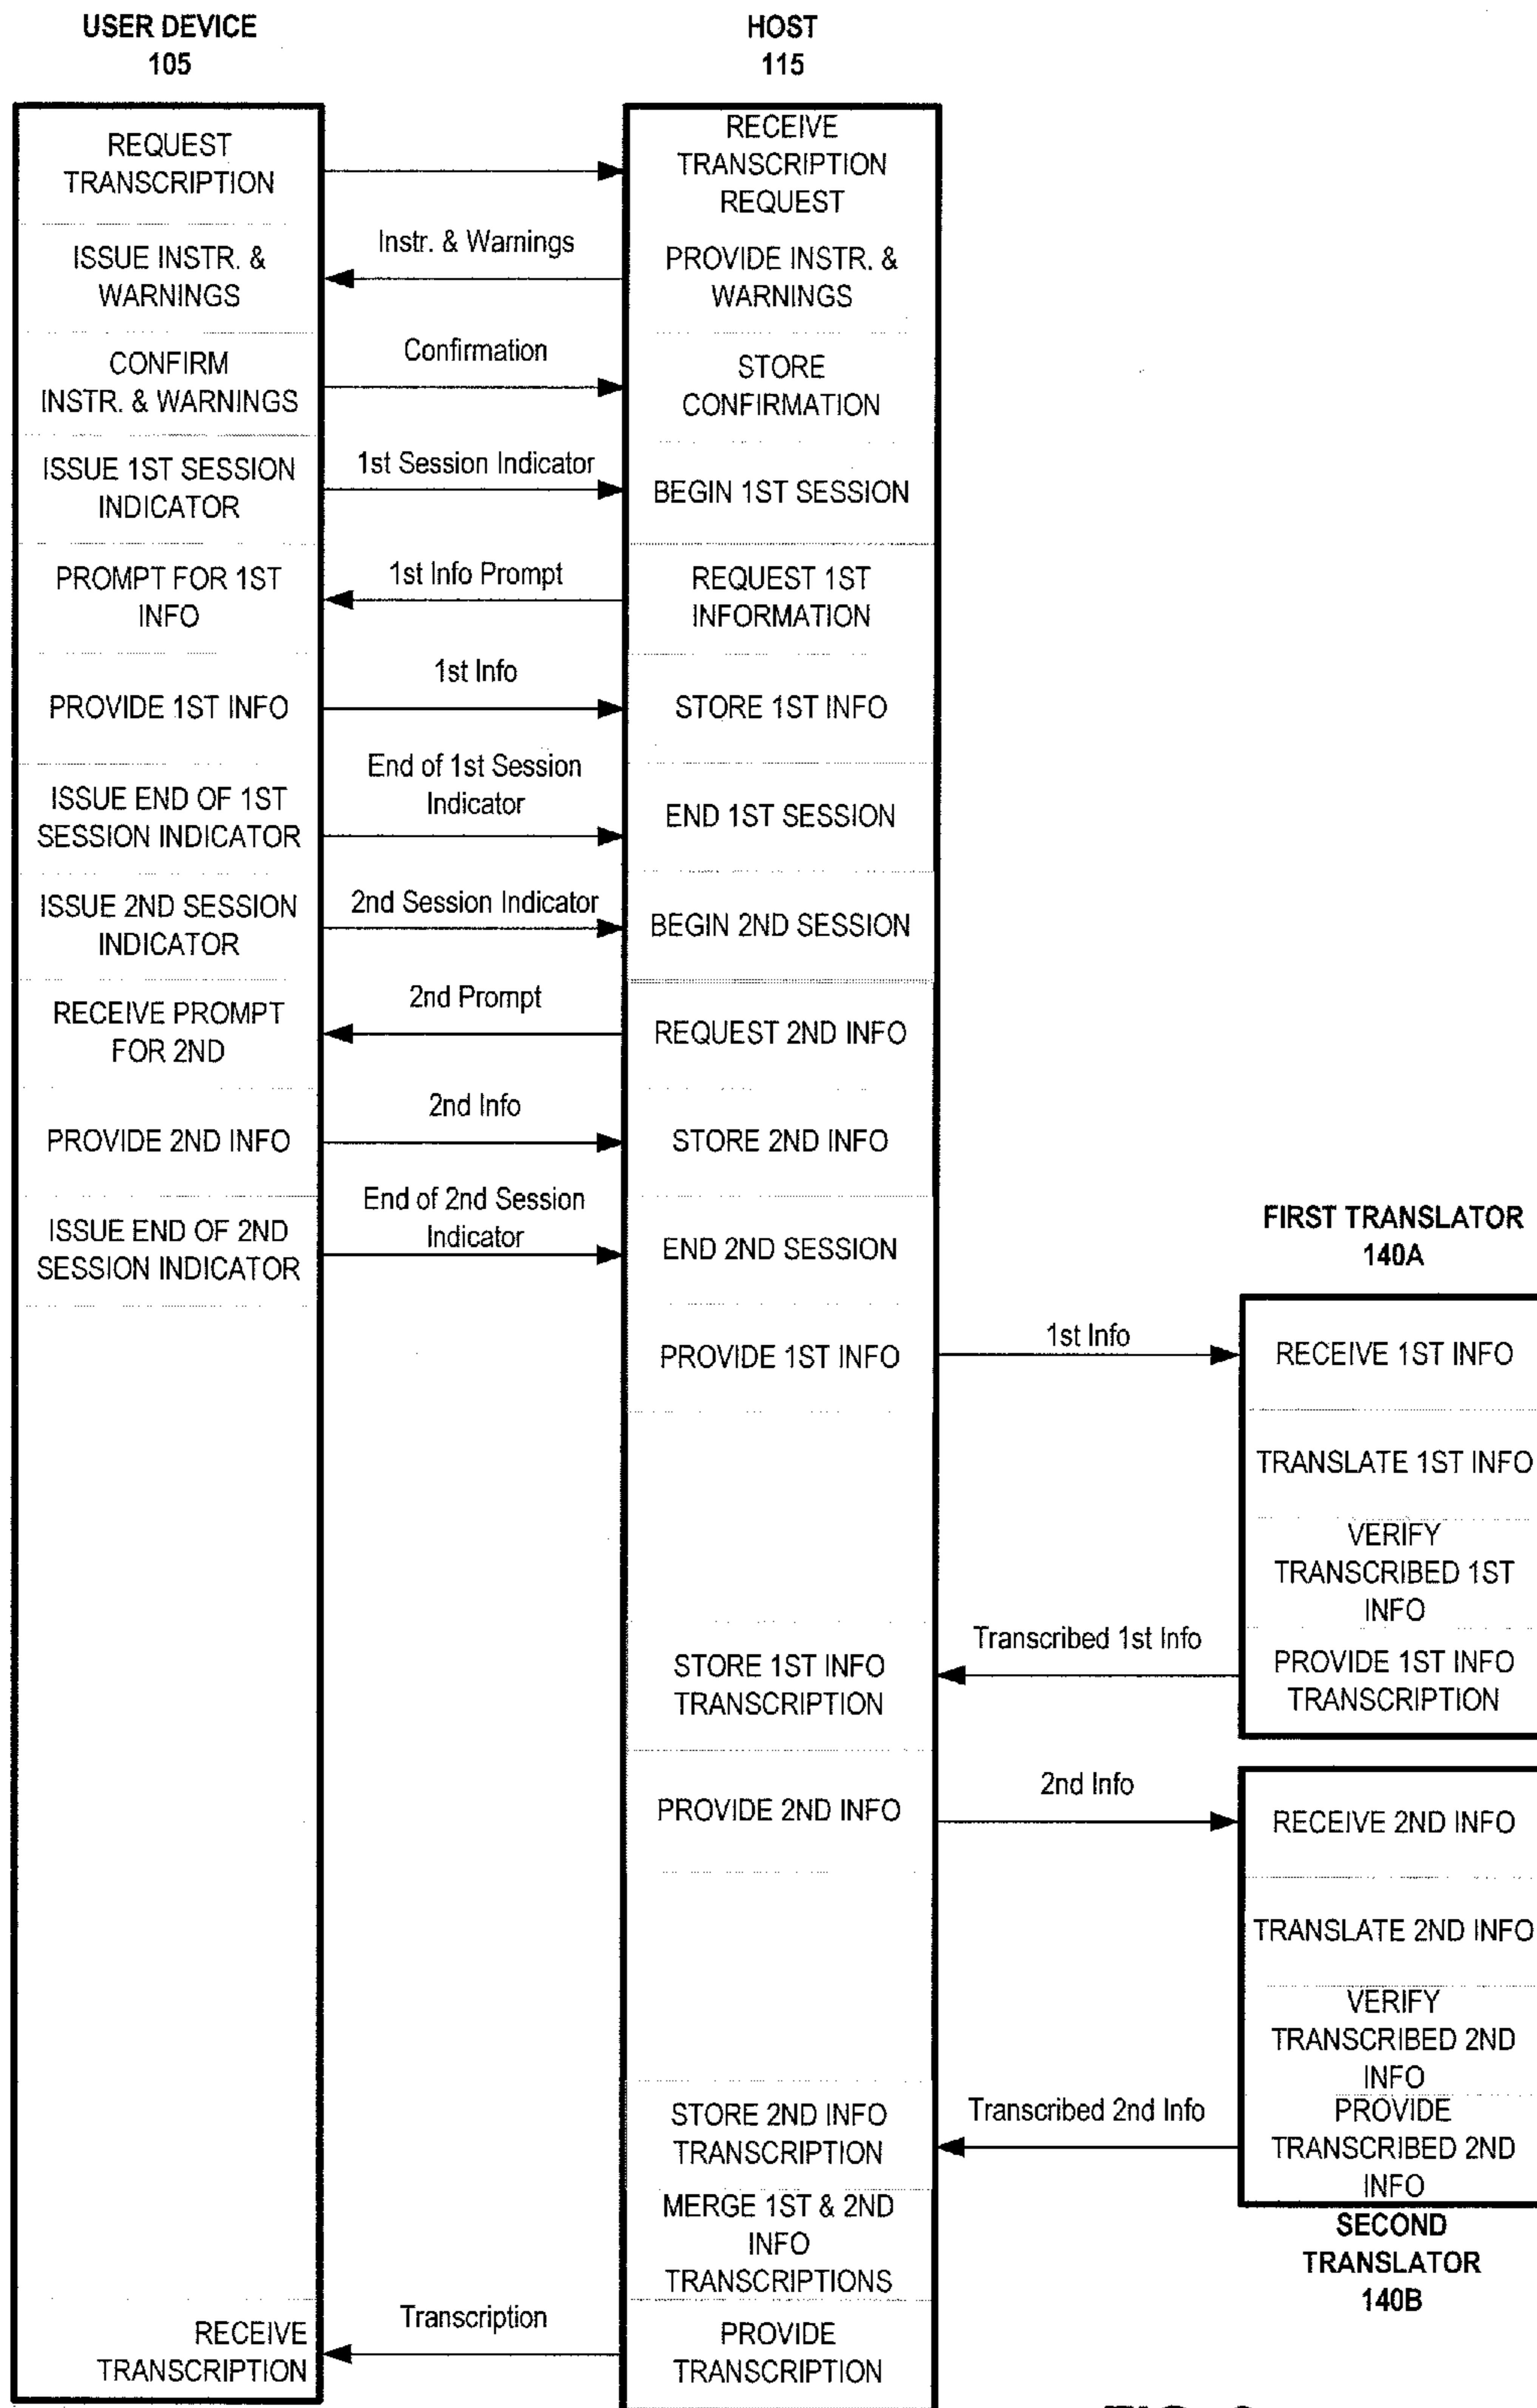 USER DEVICE
105
HOST
115
REQUEST
TRANSCRIPTION
RECEIVE
TRANSCRIPTION
REQUEST
ISSUE INSTR. &
WARNINGS
Instr. & Warnings
PROVIDE INSTR. &
WARNINGS
CONFIRM
INSTR. & WARNINGS
Confirmation
STORE
CONFIRMATION
ISSUE 1ST SESSION
INDICATOR
1st Session Indicator
BEGIN 1ST SESSION
PROMPT FOR 1ST
INFO
1st Info Prompt
REQUEST 1ST
INFORMATION
PROVIDE 1ST INFO
1st Info
STORE 1ST INFO
ISSUE END OF 1ST
SESSION INDICATOR
End of 1st Session
Indicator
END 1ST SESSION
ISSUE 2ND SESSION
INDICATOR
2nd Session Indicator
BEGIN 2ND SESSION
RECEIVE PROMPT
FOR 2ND
2nd Prompt
REQUEST 2ND INFO
PROVIDE 2ND INFO
2nd Info
STORE 2ND INFO
ISSUE END OF 2ND
SESSION INDICATOR
End of 2nd Session
Indicator
END 2ND SESSION
FIRST TRANSLATOR
140A
PROVIDE 1ST INFO
1st Info
RECEIVE 1ST INFO
TRANSLATE 1ST INFO
VERIFY
TRANSCRIBED 1ST
INFO
STORE 1ST INFO
TRANSCRIPTION
Transcribed 1st Info
PROVIDE 1ST INFO
TRANSCRIPTION
PROVIDE 2ND INFO
2nd Info
RECEIVE 2ND INFO
TRANSLATE 2ND INFO
VERIFY
TRANSCRIBED 2ND
INFO
STORE 2ND INFO
TRANSCRIPTION
Transcribed 2nd Info
PROVIDE
TRANSCRIBED 2ND
INFO
SECOND
TRANSLATOR
140B
MERGE 1ST & 2ND
INFO
TRANSCRIPTIONS
RECEIVE
TRANSCRIPTION
Transcription
PROVIDE
TRANSCRIPTION